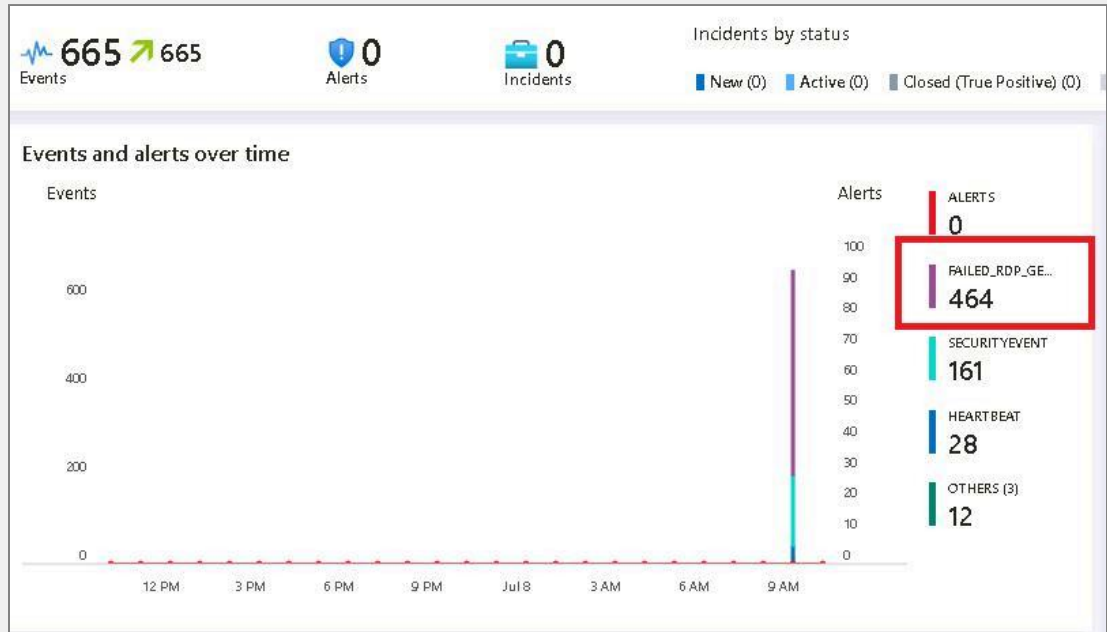 665 665
Events
0
Alerts
0
Incidents
Incidents by status
New (0) Active (0) Closed (True Positive) (0)
Events and alerts over time
Events
Alerts
600
400
200
0
100
90
80
70
60
50
40
30
20
10
0
12 PM 3 PM 6 PM 9 PM Jul 8 3 AM 6 AM 9 AM
ALERTS
0
FAILED_RDP_GE...
464
SECURITYEVENT
161
HEARTBEAT
28
OTHERS (3)
12